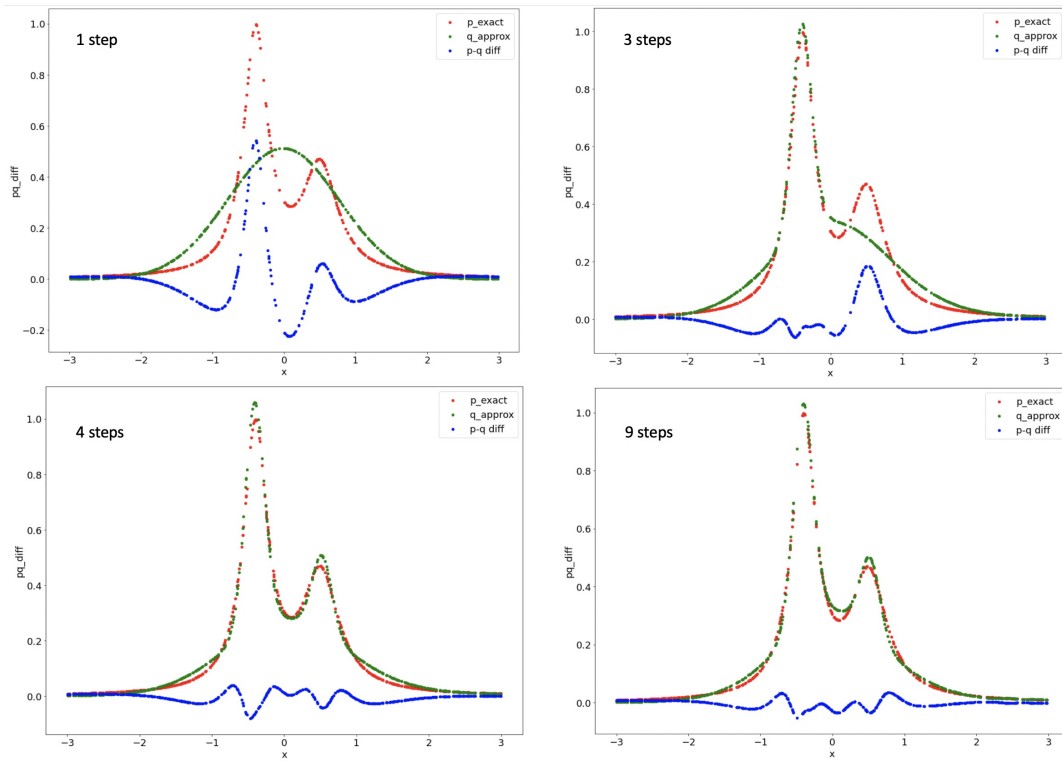 1 step
p_exact
q_approx
p-q diff
1.0
0.8
0.6
0.4
0.2
0.0
−0.2
pq_diff
−3 −2 −1 0 1 2 3
x
3 steps
p_exact
q_approx
p-q diff
1.0
0.8
0.6
0.4
0.2
0.0
pq_diff
−3 −2 −1 0 1 2 3
x
4 steps
p_exact
q_approx
p-q diff
1.0
0.8
0.6
0.4
0.2
0.0
pq_diff
−3 −2 −1 0 1 2 3
x
9 steps
p_exact
q_approx
p-q diff
1.0
0.8
0.6
0.4
0.2
0.0
pq_diff
−3 −2 −1 0 1 2 3
x